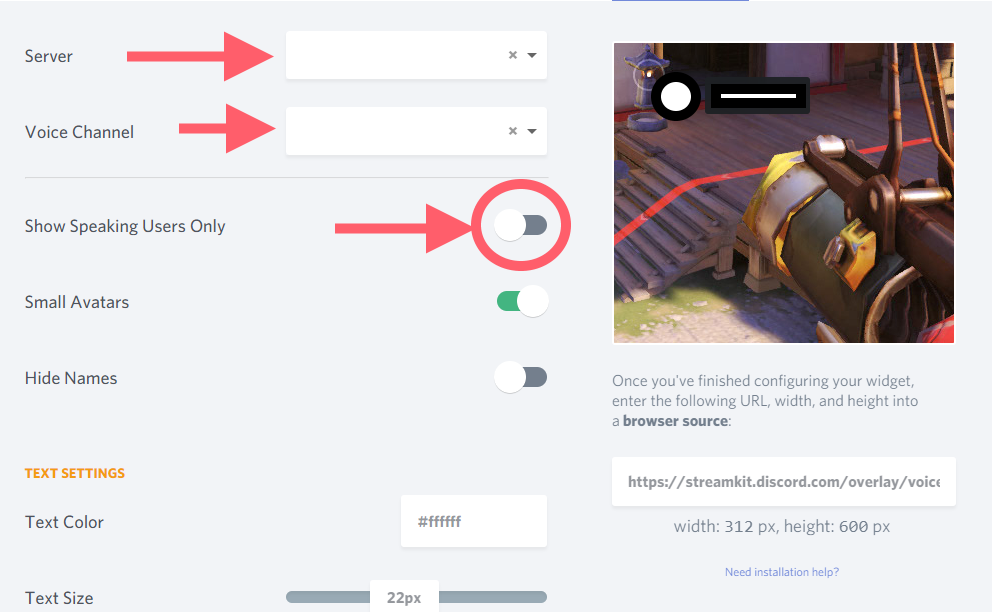 Server
×
Voice Channel
×
Show Speaking Users Only
Small Avatars
Hide Names
TEXT SETTINGS
Text Color
#ffffff
Text Size
22px
Once you've finished configuring your widget,
enter the following URL, width, and height into
a browser source:
https://streamkit.discord.com/overlay/voice
width: 312 px, height: 600 px
Need installation help?